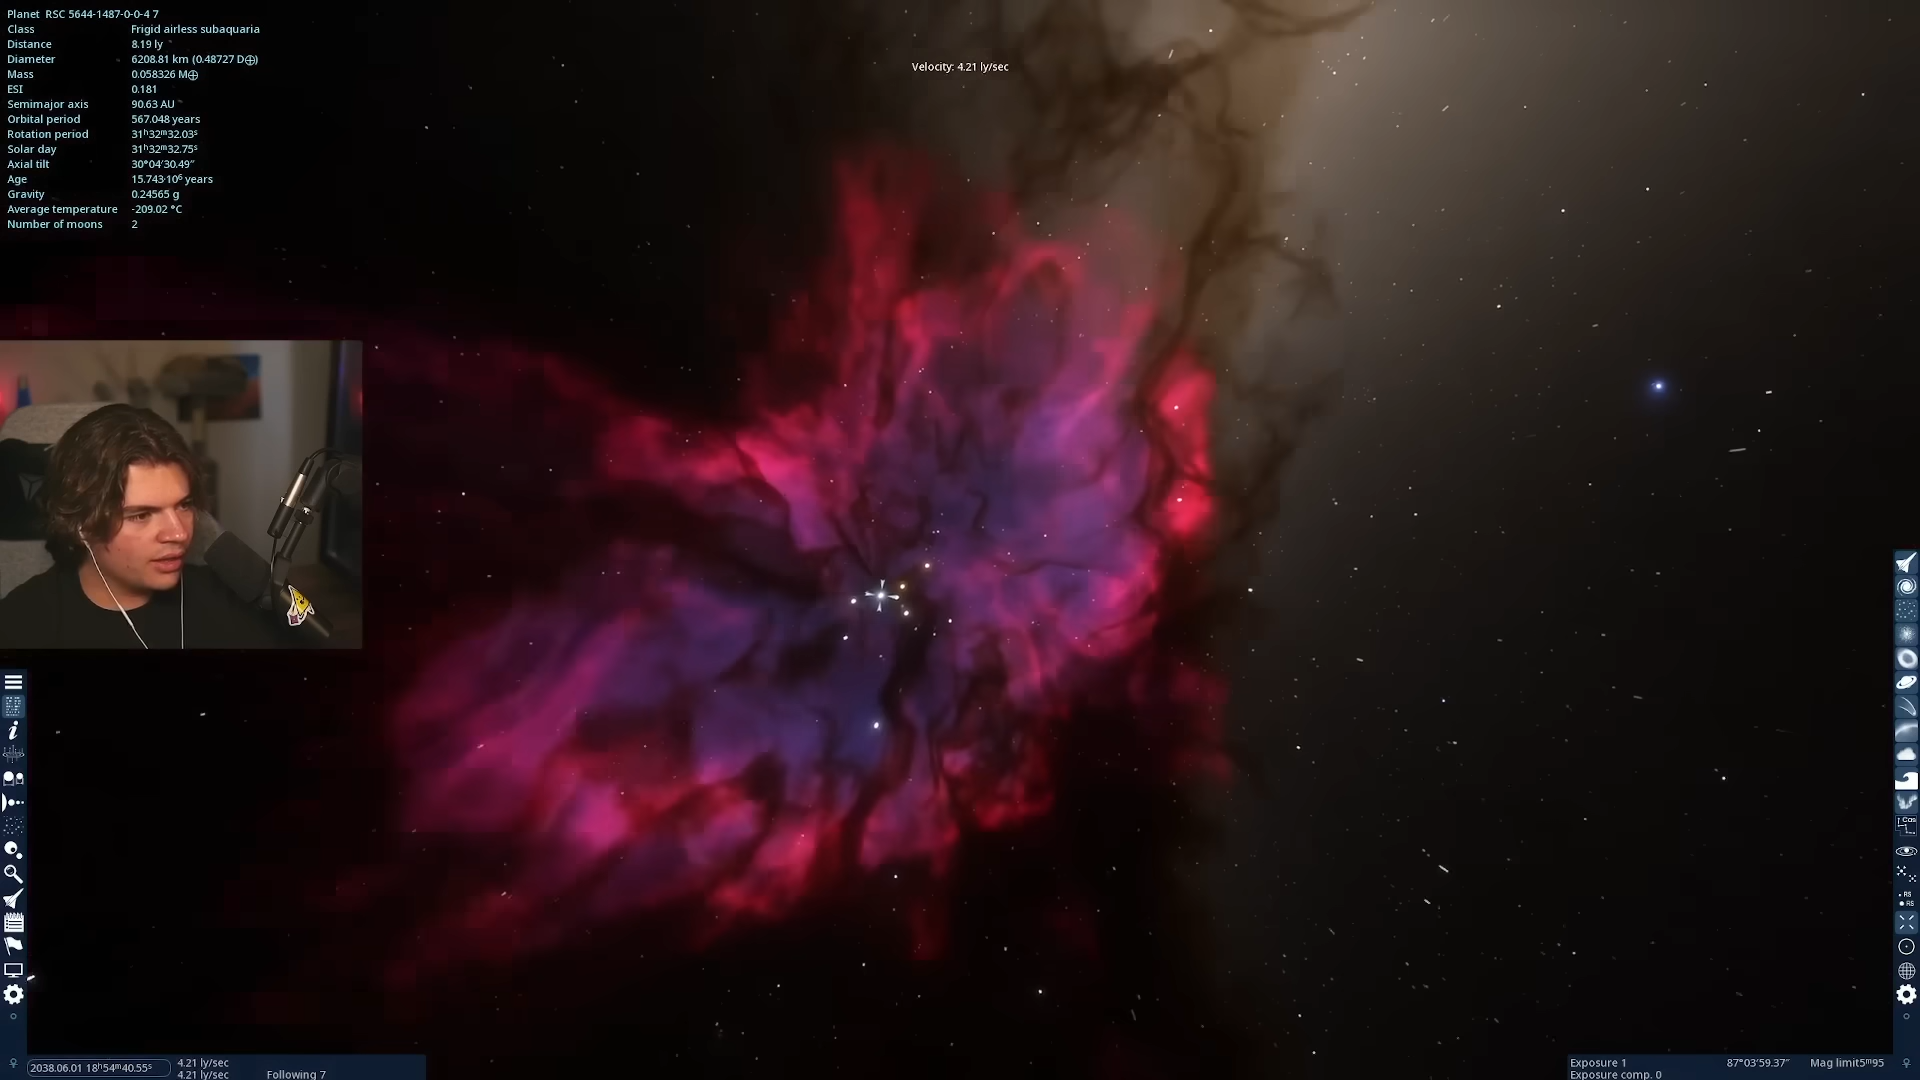 Planet RSC 5644-1487-0-0-4 7
Class Frigid airless subaquaria
Distance 8.19 ly
Diameter 6208.81 km (0.48727 D⊕)
Mass 0.058326 M⊕
ESI 0.181
Semimajor axis 90.63 AU
Orbital period 567.048 years
Rotation period 31ʰ32ᵐ32.03ˢ
Solar day 31ʰ32ᵐ32.75ˢ
Axial tilt 30°04′30.49″
Age 15.743·10⁶ years
Gravity 0.24565 g
Average temperature -209.02 °C
Number of moons 2
Velocity: 4.21 ly/sec
Cas
RS
RS
2038.06.01 18ʰ54ᵐ40.55ˢ
4.21 ly/sec
4.21 ly/sec
Following 7
Exposure 1
Exposure comp. 0
87°03′59.37″
Mag limit5ᵐ95